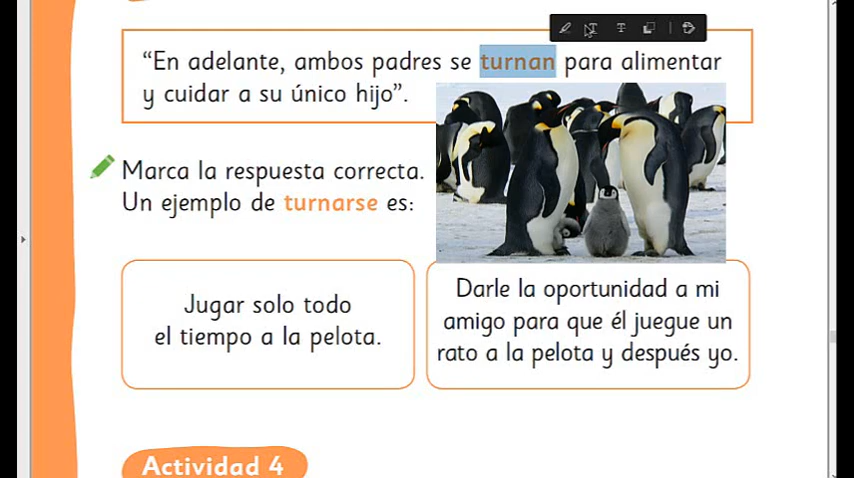 “En adelante, ambos padres se turnan para alimentar
y cuidar a su único hijo”.
Marca la respuesta correcta.
Un ejemplo de turnarse es:
Jugar solo todo
el tiempo a la pelota.
Darle la oportunidad a mi
amigo para que él juegue un
rato a la pelota y después yo.
Actividad 4